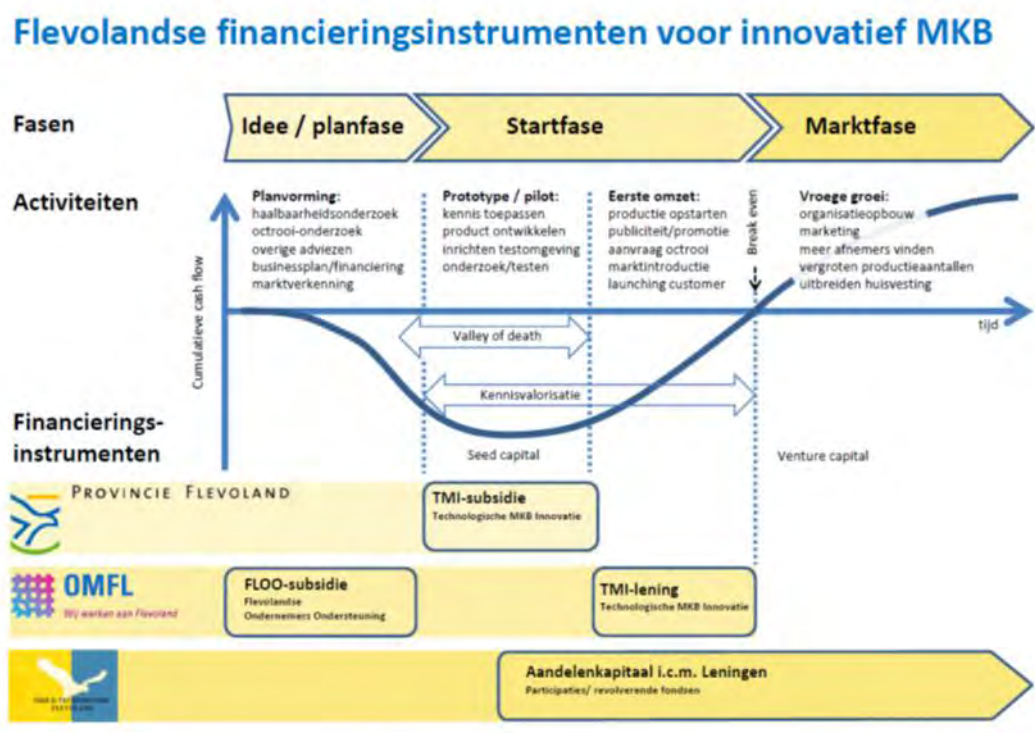 Flevolandse financieringsinstrumenten voor innovatief MKB
Fasen
Idee / planfase
Startfase
Marktfase
Activiteiten
Planvorming:
haalbaarheidsonderzoek
octrooi-onderzoek
overige adviezen
businessplan/financiering
marktverkenning
Prototype / pilot:
kennis toepassen
product ontwikkelen
inrichten testomgeving
onderzoek/testen
Eerste omzet:
productie opstarten
publiciteit/promotie
aanvraag octrooi
marktintroductie
launching customer
Break even
Vroege groei:
organisatieopbouw
marketing
meer afnemers vinden
vergroten productieaantallen
uitbreiden huisvesting
Cumulatieve cash flow
tijd
Valley of death
Kennisvalorisatie
Financierings-
instrumenten
Seed capital
Venture capital
PROVINCIE FLEVOLAND
TMI-subsidie
Technologische MKB Innovatie
OMFL
Wij werken aan Flevoland
FLOO-subsidie
Flevolandse
Ondernemers Ondersteuning
TMI-lening
Technologische MKB Innovatie
Aandelenkapitaal i.c.m. Leningen
Participaties/ revolverende fondsen
FLEVOLAND